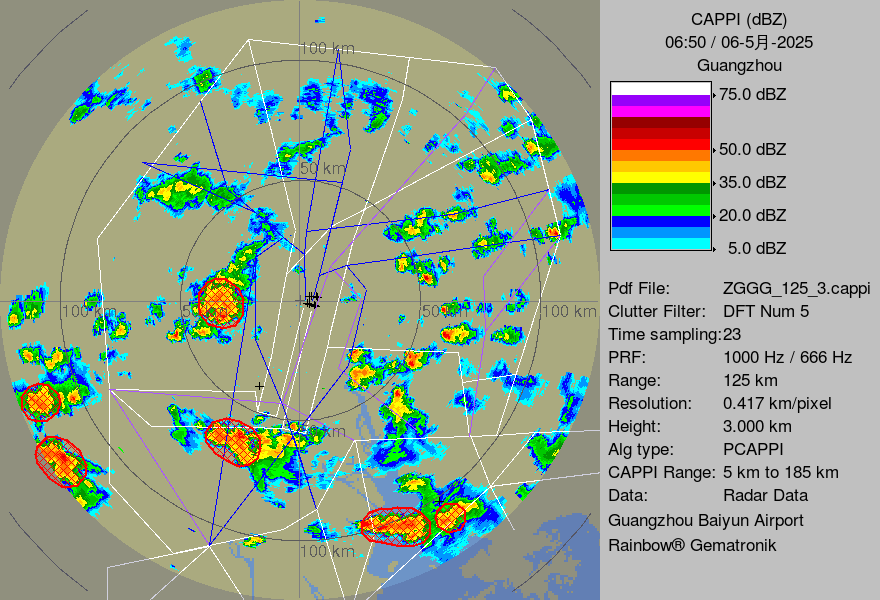 CAPPI (dBZ)
06:50 / 06-5月-2025
Guangzhou
75.0 dBZ
50.0 dBZ
35.0 dBZ
20.0 dBZ
5.0 dBZ
Pdf File: ZGGG_125_3.cappi
Clutter Filter: DFT Num 5
Time sampling:23
PRF: 1000 Hz / 666 Hz
Range: 125 km
Resolution: 0.417 km/pixel
Height: 3.000 km
Alg type: PCAPPI
CAPPI Range: 5 km to 185 km
Data: Radar Data
Guangzhou Baiyun Airport
Rainbow® Gematronik
100 km
50 km
100 km
50 km
100 km
100 km